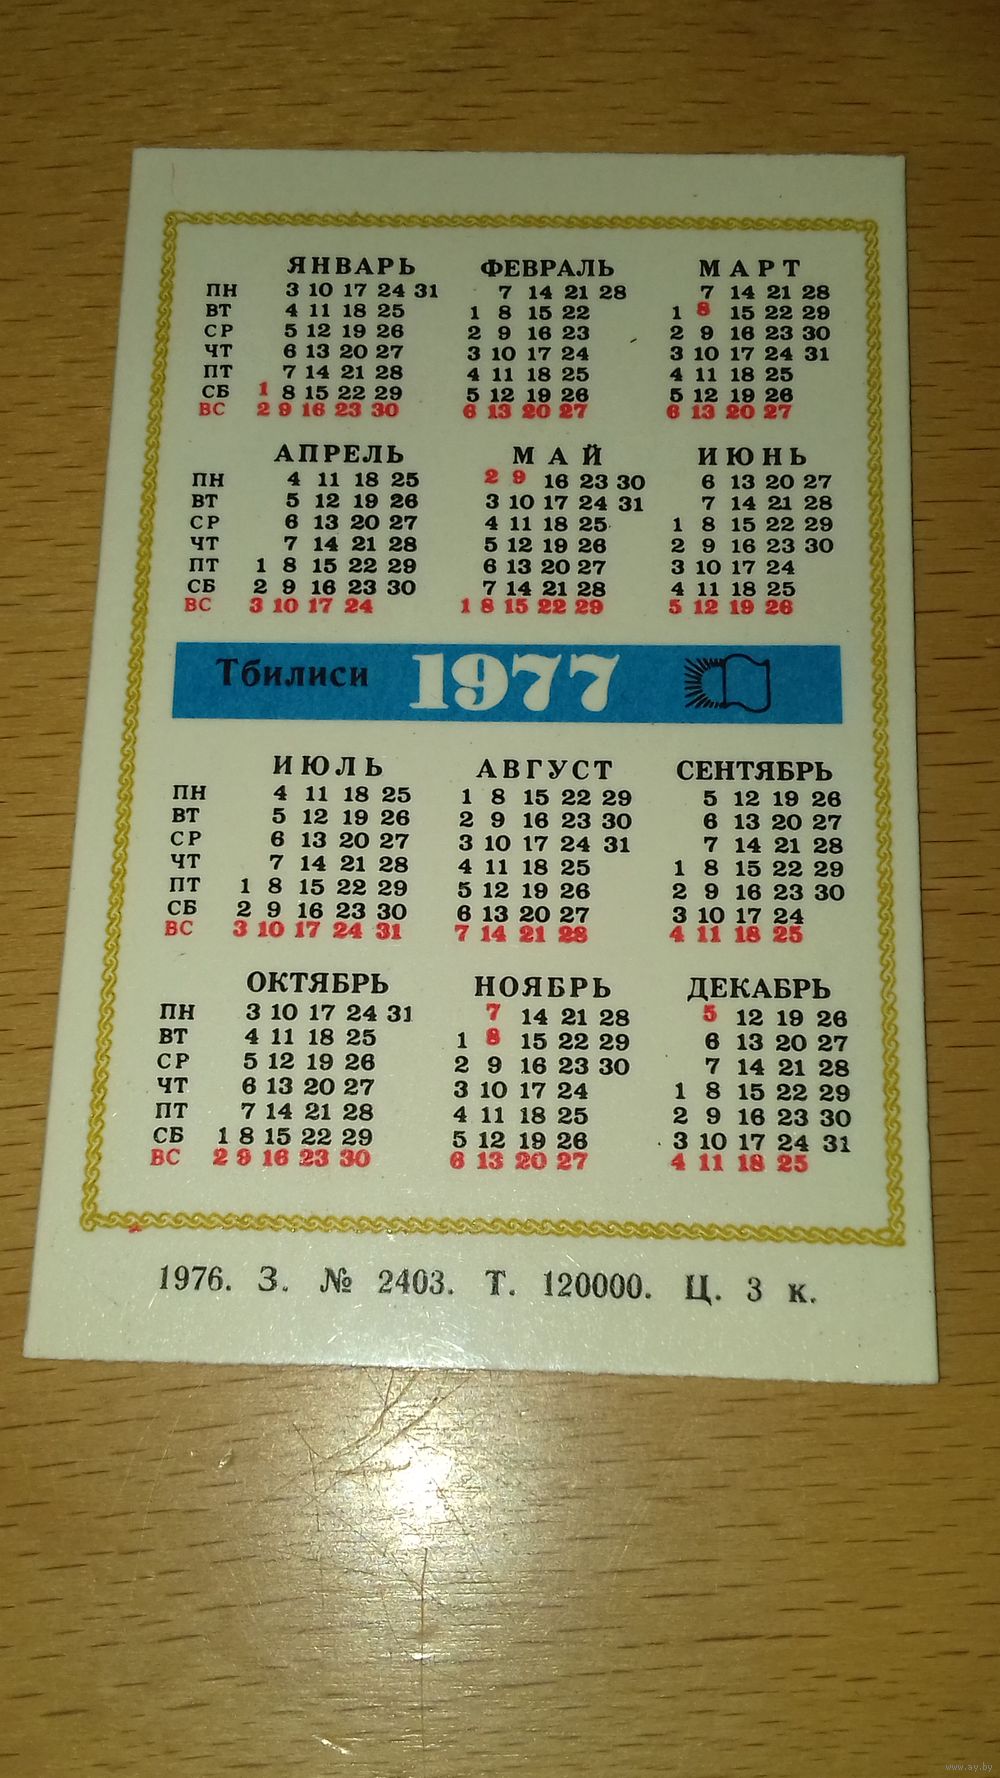 ЯНВАРЬ ФЕВРАЛЬ МАРТ
ПН 3 10 17 24 31 7 14 21 28 7 14 21 28
ВТ 4 11 18 25 1 8 15 22 1 8 15 22 29
СР 5 12 19 26 2 9 16 23 2 9 16 23 30
ЧТ 6 13 20 27 3 10 17 24 3 10 17 24 31
ПТ 7 14 21 28 4 11 18 25 4 11 18 25
СБ 1 8 15 22 29 5 12 19 26 5 12 19 26
ВС 2 9 16 23 30 6 13 20 27 6 13 20 27
АПРЕЛЬ МАЙ ИЮНЬ
ПН 4 11 18 25 2 9 16 23 30 6 13 20 27
ВТ 5 12 19 26 3 10 17 24 31 7 14 21 28
СР 6 13 20 27 4 11 18 25 1 8 15 22 29
ЧТ 7 14 21 28 5 12 19 26 2 9 16 23 30
ПТ 1 8 15 22 29 6 13 20 27 3 10 17 24
СБ 2 9 16 23 30 7 14 21 28 4 11 18 25
ВС 3 10 17 24 1 8 15 22 29 5 12 19 26
Тбилиси 1977
ИЮЛЬ АВГУСТ СЕНТЯБРЬ
ПН 4 11 18 25 1 8 15 22 29 5 12 19 26
ВТ 5 12 19 26 2 9 16 23 30 6 13 20 27
СР 6 13 20 27 3 10 17 24 31 7 14 21 28
ЧТ 7 14 21 28 4 11 18 25 1 8 15 22 29
ПТ 1 8 15 22 29 5 12 19 26 2 9 16 23 30
СБ 2 9 16 23 30 6 13 20 27 3 10 17 24
ВС 3 10 17 24 31 7 14 21 28 4 11 18 25
ОКТЯБРЬ НОЯБРЬ ДЕКАБРЬ
ПН 3 10 17 24 31 7 14 21 28 5 12 19 26
ВТ 4 11 18 25 1 8 15 22 29 6 13 20 27
СР 5 12 19 26 2 9 16 23 30 7 14 21 28
ЧТ 6 13 20 27 3 10 17 24 1 8 15 22 29
ПТ 7 14 21 28 4 11 18 25 2 9 16 23 30
СБ 1 8 15 22 29 5 12 19 26 3 10 17 24 31
ВС 2 9 16 23 30 6 13 20 27 4 11 18 25
1976. З. № 2403. Т. 120000. Ц. 3 к.
www.ay.by